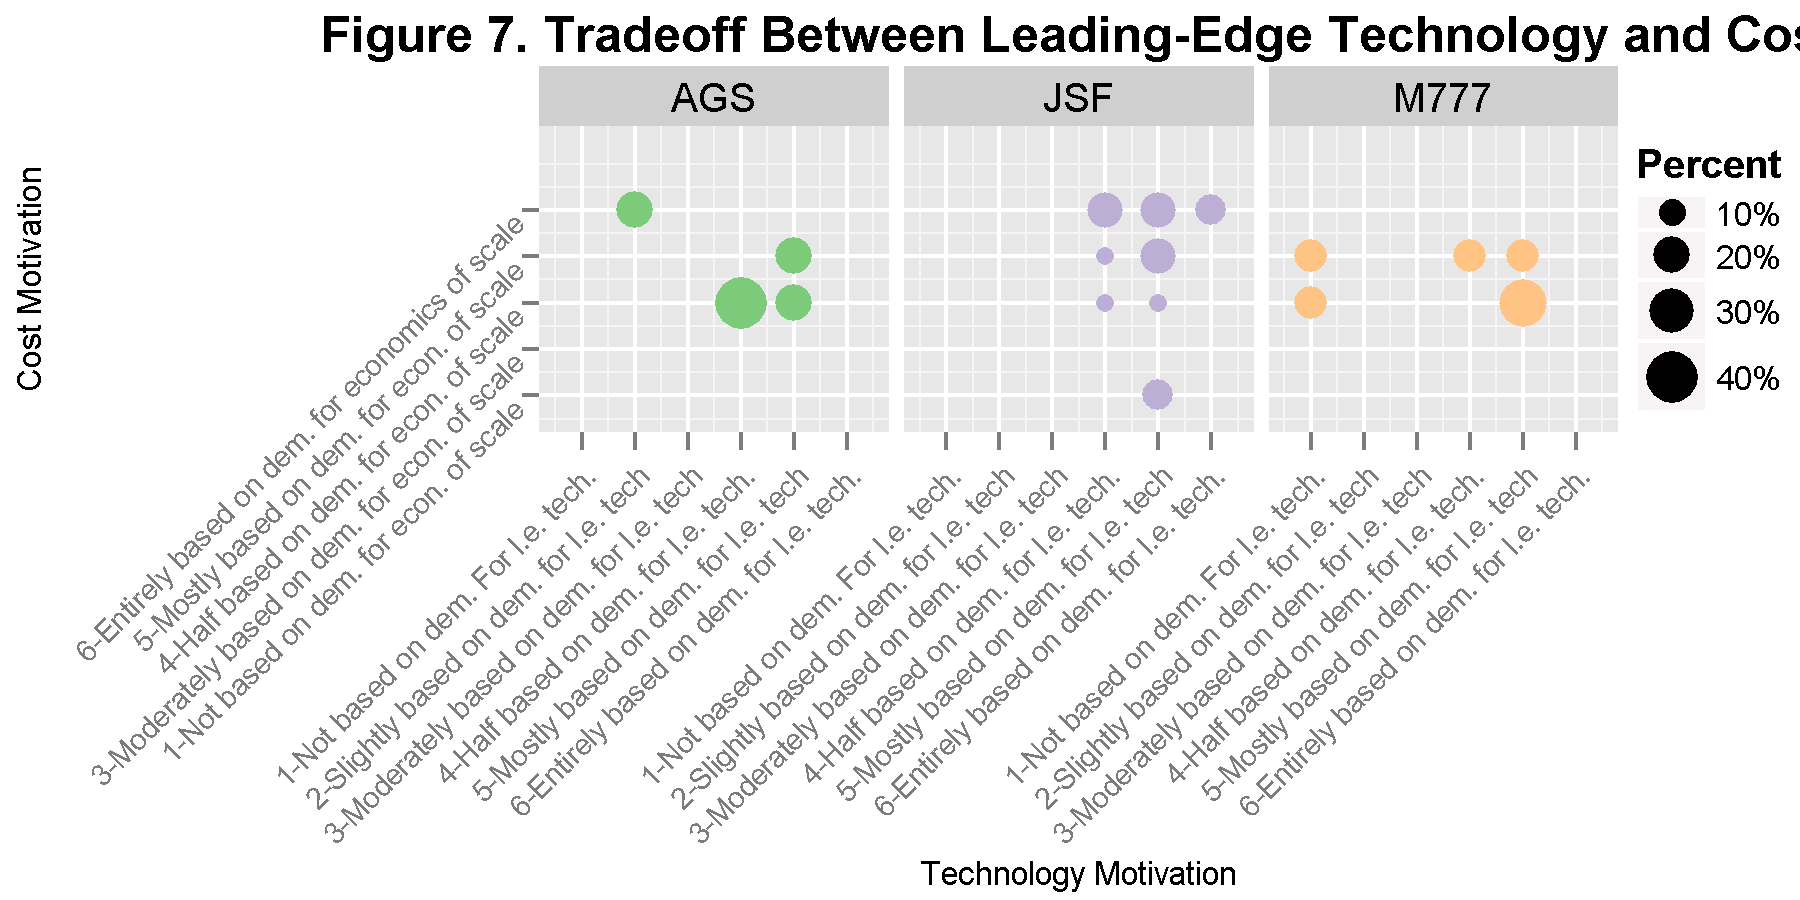 Figure 7. Tradeoff Between Leading-Edge Technology and Cos
AGS
JSF
M777
Cost Motivation
6-Entirely based on dem. for economics of scale
5-Mostly based on dem. for econ. of scale
4-Half based on dem. for econ. of scale
3-Moderately based on dem. for econ. of scale
1-Not based on dem. for econ. of scale
Percent
10%
20%
30%
40%
1-Not based on dem. For l.e. tech.
2-Slightly based on dem. for l.e. tech
3-Moderately based on dem. for l.e. tech
4-Half based on dem. for l.e. tech.
5-Mostly based on dem. for l.e. tech
6-Entirely based on dem. for l.e. tech.
1-Not based on dem. For l.e. tech.
2-Slightly based on dem. for l.e. tech
3-Moderately based on dem. for l.e. tech
4-Half based on dem. for l.e. tech.
5-Mostly based on dem. for l.e. tech
6-Entirely based on dem. for l.e. tech.
1-Not based on dem. For l.e. tech.
2-Slightly based on dem. for l.e. tech
3-Moderately based on dem. for l.e. tech
4-Half based on dem. for l.e. tech.
5-Mostly based on dem. for l.e. tech
6-Entirely based on dem. for l.e. tech.
Technology Motivation